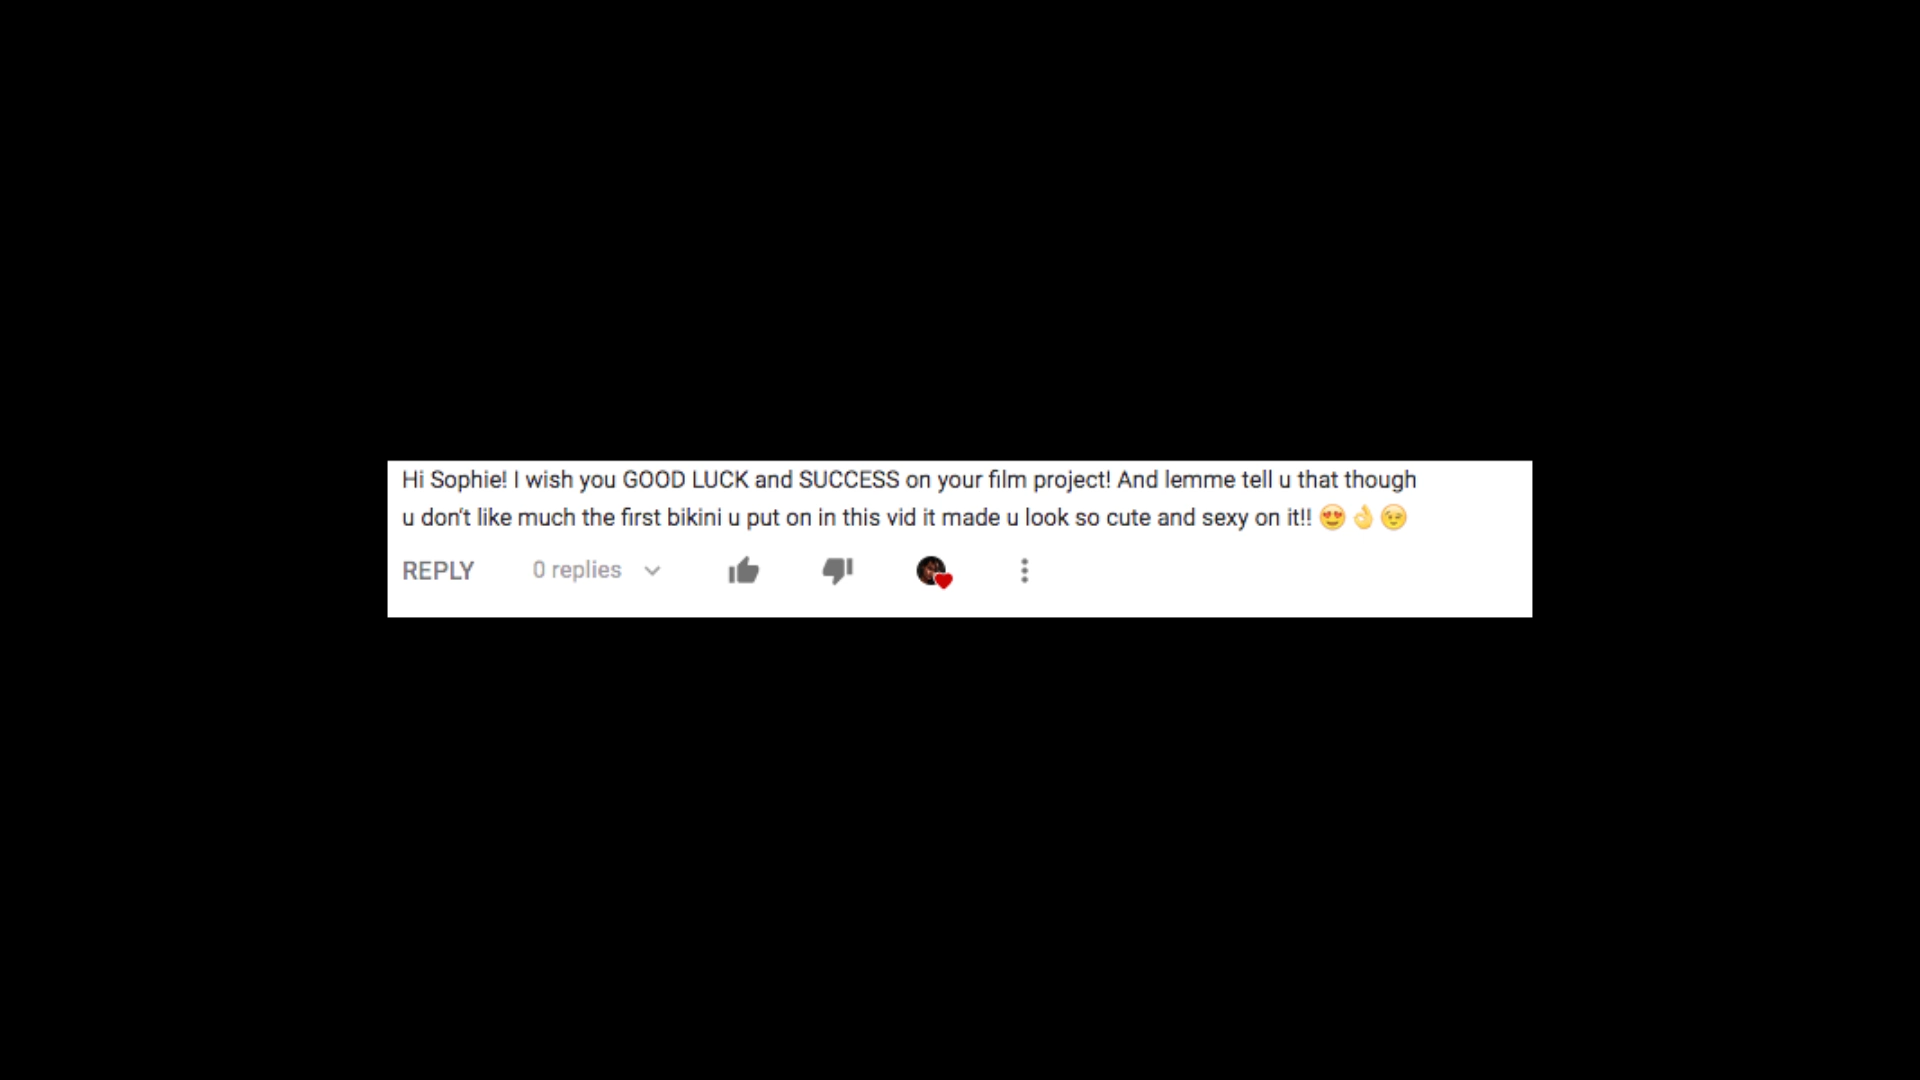 Hi Sophie! I wish you GOOD LUCK and SUCCESS on your film project! And lemme tell u that though
u don't like much the first bikini u put on in this vid it made u look so cute and sexy on it!! 😍👌😉
REPLY 0 replies